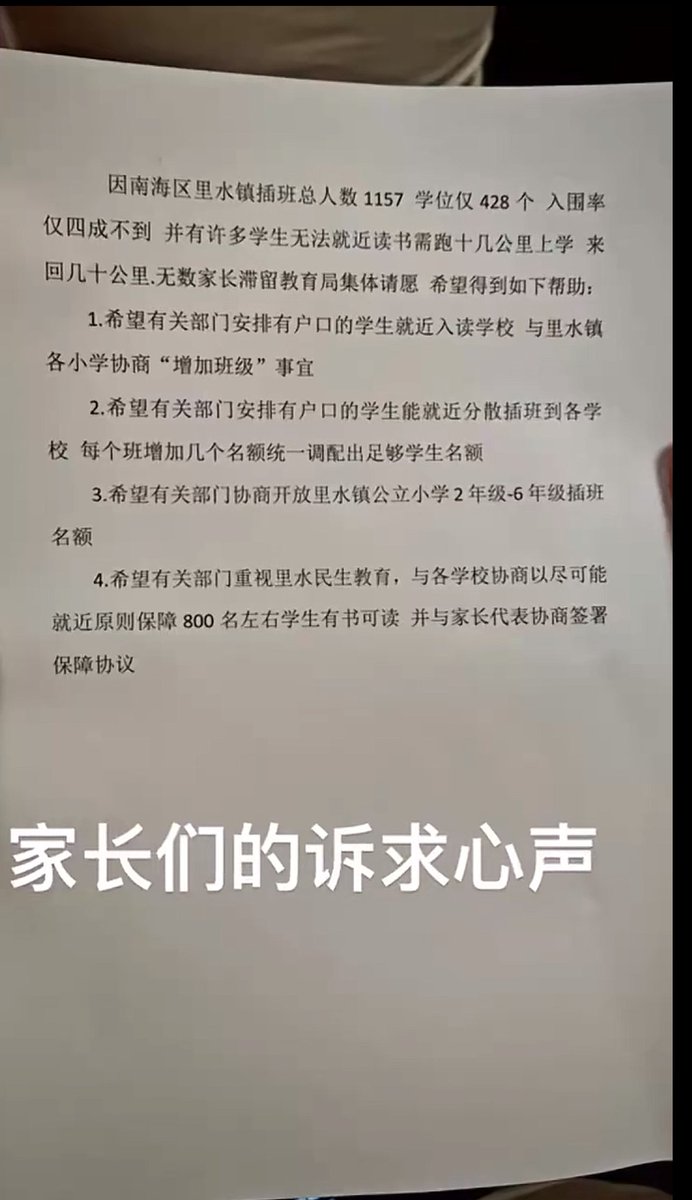 因南海区里水镇插班总人数1157 学位仅428个 入围率
仅四成不到 并有许多学生无法就近读书需跑十几公里上学 来
回几十公里.无数家长滞留教育局集体请愿 希望得到如下帮助：
1.希望有关部门安排有户口的学生就近入读学校 与里水镇
各小学协商“增加班级”事宜
2.希望有关部门安排有户口的学生能就近分散插班到各学
校 每个班增加几个名额统一调配出足够学生名额
3.希望有关部门协商开放里水镇公立小学2年级-6年级插班
名额
4.希望有关部门重视里水民生教育，与各学校协商以尽可能
就近原则保障800名左右学生有书可读 并与家长代表协商签署
保障协议
家长们的诉求心声